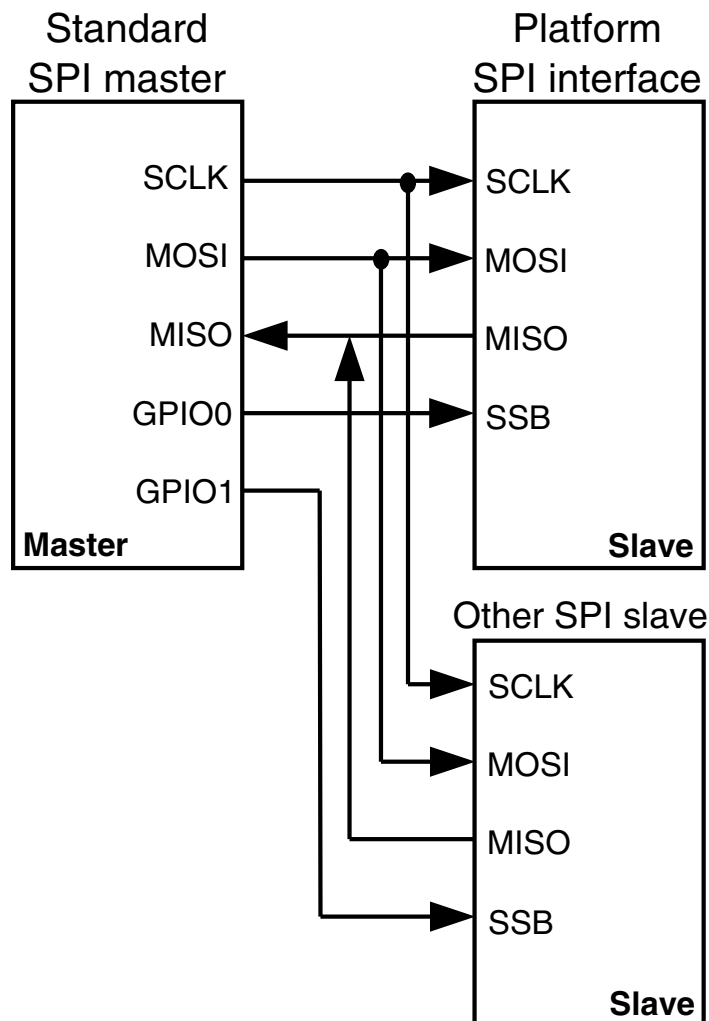 Standard
SPI master
Platform
SPI interface
SCLK
MOSI
MISO
GPIO0
GPIO1
Master
SCLK
MOSI
MISO
SSB
Slave
Other SPI slave
SCLK
MOSI
MISO
SSB
Slave